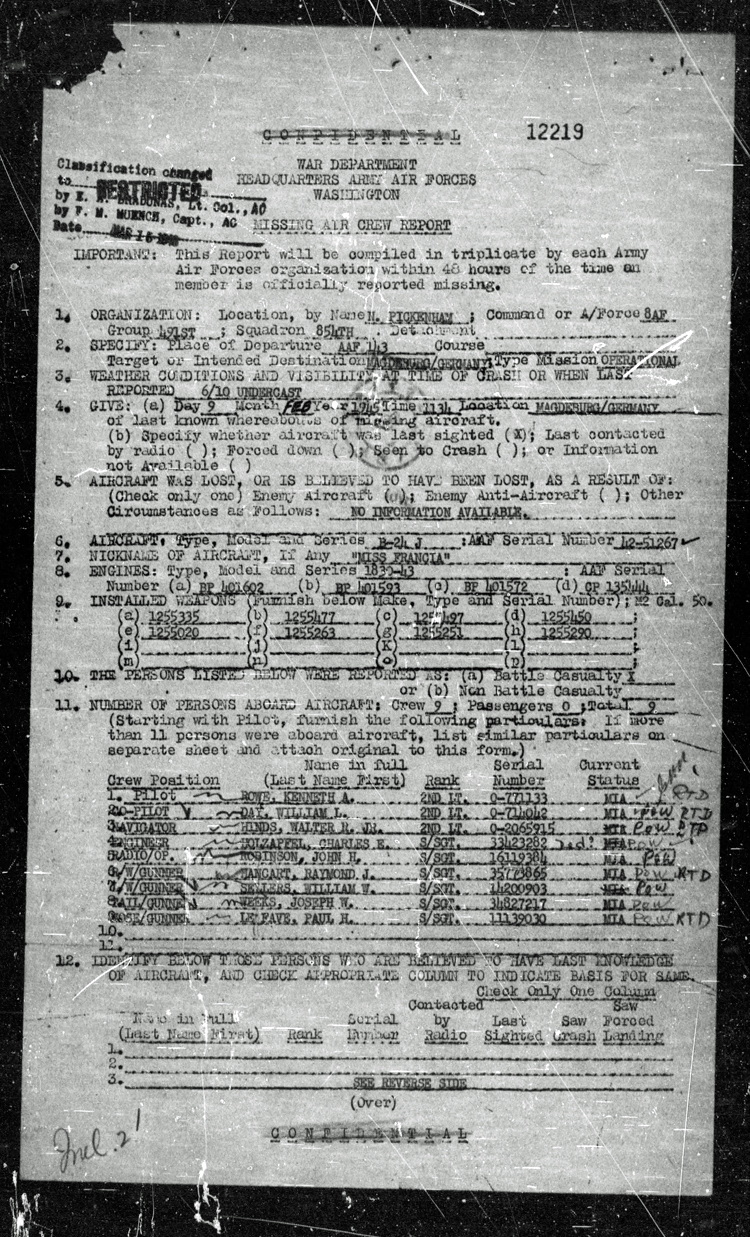 CONFIDENTIAL
12219
WAR DEPARTMENT
HEADQUARTERS ARMY AIR FORCES
WASHINGTON
Classification changed
to RESTRICTED
by E. BRADUNAS, Lt. Col., AC
by F. M. MUENCH, Capt., AC
Date MAR 15
MISSING AIR CREW REPORT
IMPORTANT: This Report will be compiled in triplicate by each Army
Air Forces organization within 48 hours of the time an
member is officially reported missing.
1. ORGANIZATION: Location, by Name N. PICKENHAM; Command or A/Force 8AF
Group 491ST; Squadron 854TH Detachment
2. SPECIFY: Place of Departure AAF 143 Course
Target or Intended Destination MAGDEBURG/GERMANY; Type Mission OPERATIONAL
3. WEATHER CONDITIONS AND VISIBILITY AT TIME OF CRASH OR WHEN LAST
REPORTED 6/10 UNDERCAST
4. GIVE: (a) Day 9 Month FEB Year 1945 Time 1134 Location MAGDEBURG/GERMANY
of last known whereabouts of missing aircraft.
(b) Specify whether aircraft was last sighted (X); Last contacted
by radio ( ); Forced down ( ); Seen to Crash ( ); or Information
not Available ( )
5. AIRCRAFT WAS LOST, OR IS BELIEVED TO HAVE BEEN LOST, AS A RESULT OF:
(Check only one) Enemy Aircraft ( ); Enemy Anti-Aircraft ( ); Other
Circumstances as Follows: NO INFORMATION AVAILABLE.
6. AIRCRAFT: Type, Model and Series B-24 J ; AAF Serial Number 42-51267
7. NICKNAME OF AIRCRAFT, If Any "MISS FRANCIA"
8. ENGINES: Type, Model and Series 1830-43 ; AAF Serial
Number (a) BP 401602 (b) BP 401593 (c) BP 401572 (d) CP 135444
9. INSTALLED WEAPONS (Furnish below Make, Type and Serial Number); M2 Cal. 50.
(a) 1255335 (b) 1255477 (c) 1255497 (d) 1255450 ;
(e) 1255020 (f) 1255263 (g) 1255251 (h) 1255290 ;
(i) (j) (k) (l) ;
(m) (n) (o) (p) ;
10. THE PERSONS LISTED BELOW WERE REPORTED AS: (a) Battle Casualty X
or (b) Non Battle Casualty
11. NUMBER OF PERSONS ABOARD AIRCRAFT: Crew 9; Passengers 0; Total 9
(Starting with Pilot, furnish the following particulars: If more
than 11 persons were aboard aircraft, list similar particulars on
separate sheet and attach original to this form.)
Name in full Serial Current
Crew Position (Last Name First) Rank Number Status
1. Pilot ROWE, KENNETH A. 2ND LT. 0-771133 MIA RTD
2. CO-PILOT DAY, WILLIAM L. 2ND LT. 0-714042 MIA POW RTD
3. NAVIGATOR HINDS, WALTER R. JR. 2ND LT. 0-2065915 MIA POW RTD
4. ENGINEER HOLZAPFEL, CHARLES E. S/SGT. 33423282 MIA POW
5. RADIO/OP. ROBINSON, JOHN H. S/SGT. 16119384 MIA POW
6. W/W/GUNNER HANGART, RAYMOND J. S/SGT. 35773865 MIA POW RTD
7. W/W/GUNNER SELLERS, WILLIAM W. S/SGT. 14200903 MIA POW
8. TAIL/GUNNER WEEKS, JOSEPH W. S/SGT. 34827217 MIA POW
9. NOSE/GUNNER LEFEAVE, PAUL H. S/SGT. 11139030 MIA POW RTD
10.
11.
12. IDENTIFY BELOW THOSE PERSONS WHO ARE BELIEVED TO HAVE LAST KNOWLEDGE
OF AIRCRAFT, AND CHECK APPROPRIATE COLUMN TO INDICATE BASIS FOR SAME.
Check Only One Column
Contacted Saw
Name in Full Serial by Last Saw Forced
(Last Name First) Rank Number Radio Sighted Crash Landing
1.
2.
3. SEE REVERSE SIDE
(Over)
CONFIDENTIAL
Incl. 2